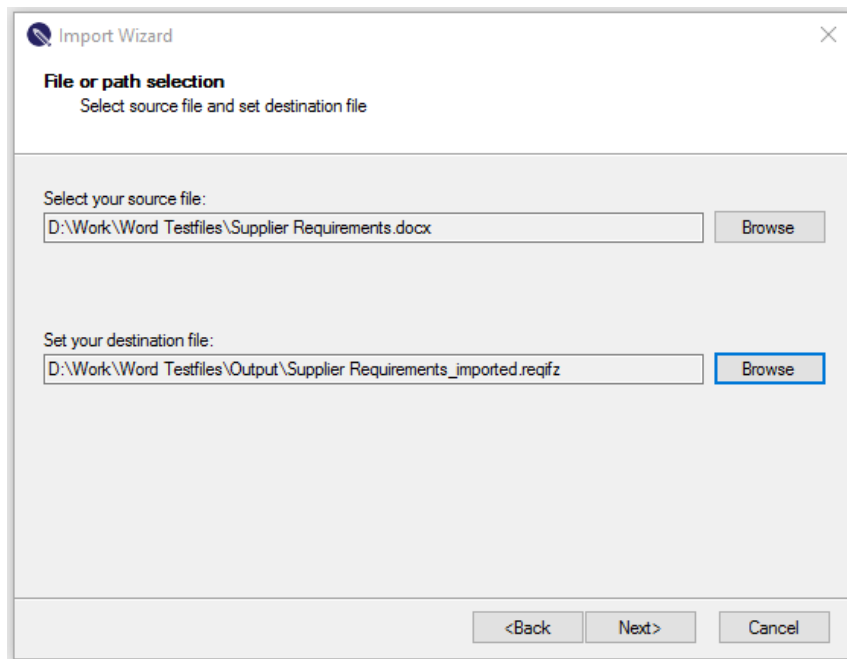 Import Wizard
File or path selection
Select source file and set destination file
Select your source file:
D:\Work\Word Testfiles\Supplier Requirements.docx
Browse
Set your destination file:
D:\Work\Word Testfiles\Output\Supplier Requirements_imported.reqifz
Browse
<Back
Next>
Cancel